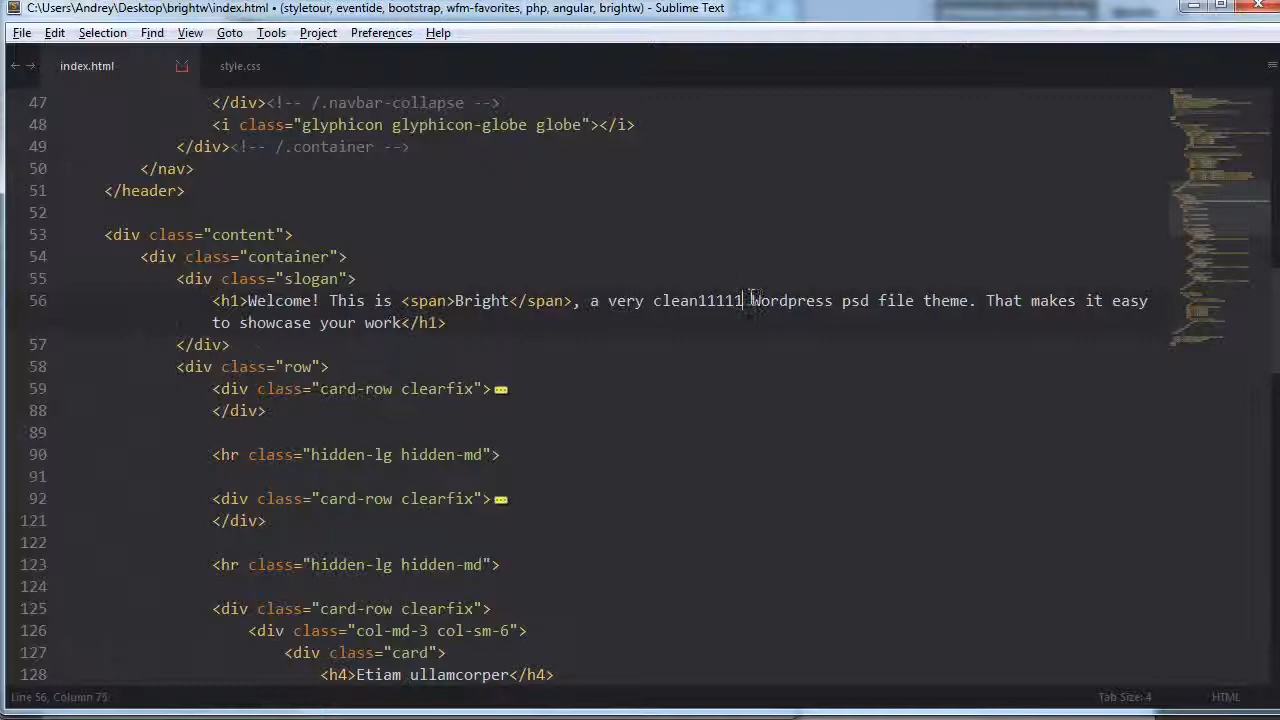 C:\Users\Andrey\Desktop\brightw\index.html • (styletour, eventide, bootstrap, wfm-favorites, php, angular, brightw) - Sublime Text
File Edit Selection Find View Goto Tools Project Preferences Help
index.html style.css
47 </div><!-- /.navbar-collapse -->
48 <i class="glyphicon glyphicon-globe globe"></i>
49 </div><!-- /.container -->
50 </nav>
51 </header>
52
53 <div class="content">
54 <div class="container">
55 <div class="slogan">
56 <h1>Welcome! This is <span>Bright</span>, a very clean11111 Wordpress psd file theme. That makes it easy
to showcase your work</h1>
57 </div>
58 <div class="row">
59 <div class="card-row clearfix">
88 </div>
89
90 <hr class="hidden-lg hidden-md">
91
92 <div class="card-row clearfix">
121 </div>
122
123 <hr class="hidden-lg hidden-md">
124
125 <div class="card-row clearfix">
126 <div class="col-md-3 col-sm-6">
127 <div class="card">
128 <h4>Etiam ullamcorper</h4>
Line 56, Column 75 Tab Size: 4 HTML